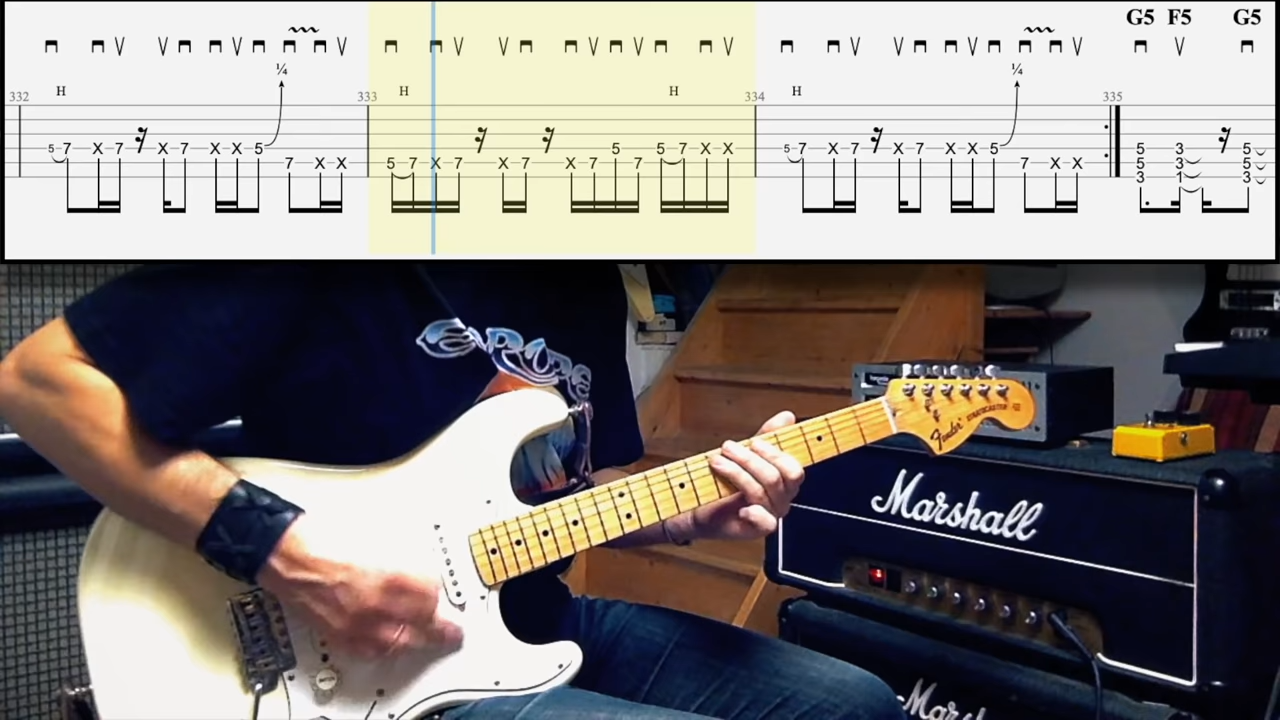 G5 F5 G5
¼ ¼
H H H H
332 333 334 335
5 7 X 7 X 7 X X 5 5 7 X 7 X X 5 5 3 5
7 X X 5 7 X 7 X 7 X 7 7 5 7 X X 7 X X 5 3 5
3 1 3
Fender STRATOCASTER
Marshall
Mar